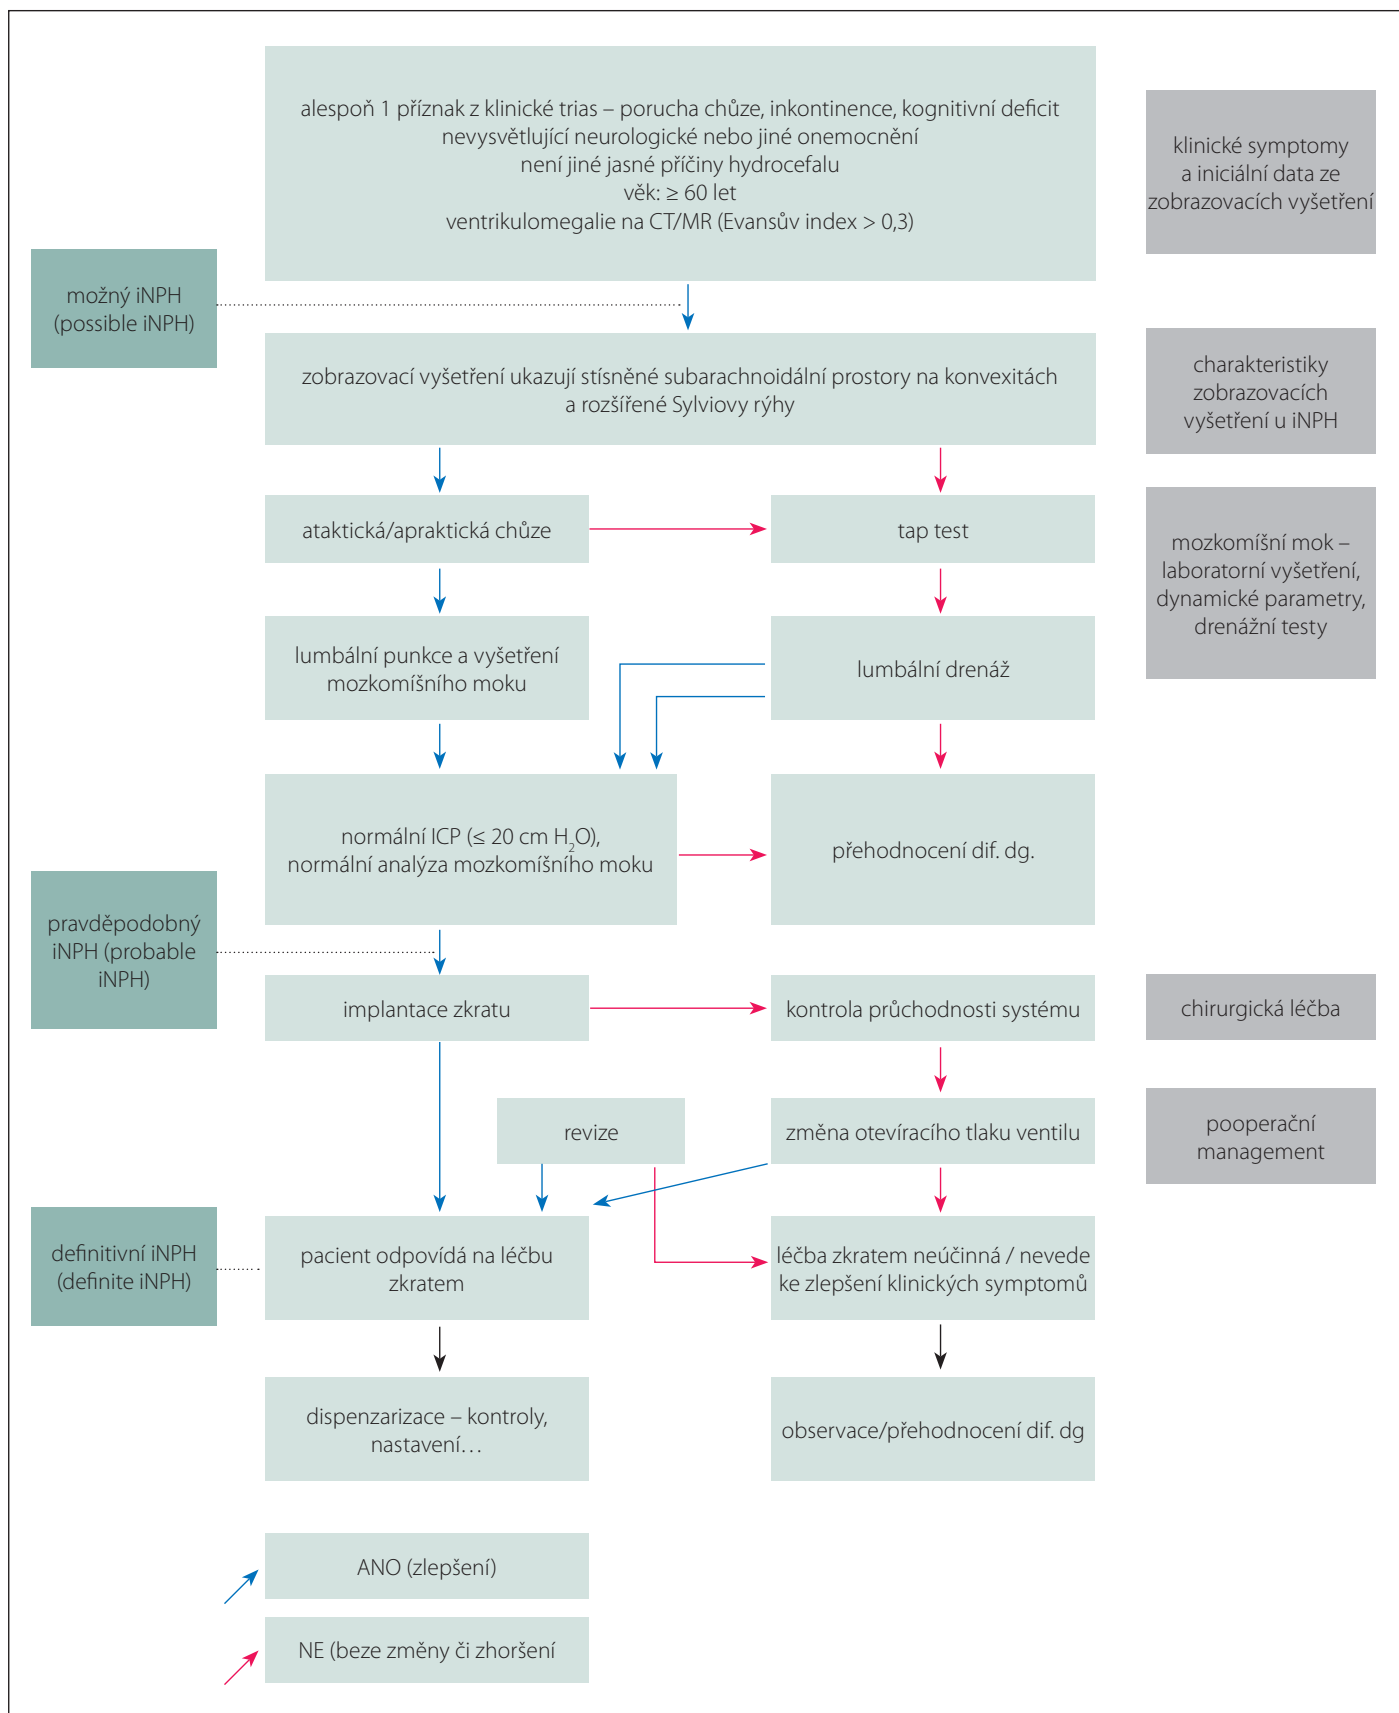 alespoň 1 příznak z klinické trias – porucha chůze, inkontinence, kognitivní deficit
nevysvětlující neurologické nebo jiné onemocnění
není jiné jasné příčiny hydrocefalu
věk: ≥ 60 let
ventrikulomegalie na CT/MR (Evansův index > 0,3)
klinické symptomy
a iniciální data ze
zobrazovacích vyšetření
možný iNPH
(possible iNPH)
zobrazovací vyšetření ukazují stísněné subarachnoidální prostory na konvexitách
a rozšířené Sylviovy rýhy
charakteristiky
zobrazovacích
vyšetření u iNPH
ataktická/apraktická chůze
tap test
mozkomíšní mok –
laboratorní vyšetření,
dynamické parametry,
drenážní testy
lumbální punkce a vyšetření
mozkomíšního moku
lumbální drenáž
normální ICP (≤ 20 cm H₂O),
normální analýza mozkomíšního moku
přehodnocení dif. dg.
pravděpodobný
iNPH (probable
iNPH)
implantace zkratu
kontrola průchodnosti systému
chirurgická léčba
revize
změna otevíracího tlaku ventilu
pooperační
management
definitivní iNPH
(definite iNPH)
pacient odpovídá na léčbu
zkratem
léčba zkratem neúčinná / nevede
ke zlepšení klinických symptomů
dispenzarizace – kontroly,
nastavení…
observace/přehodnocení dif. dg
ANO (zlepšení)
NE (beze změny či zhoršení